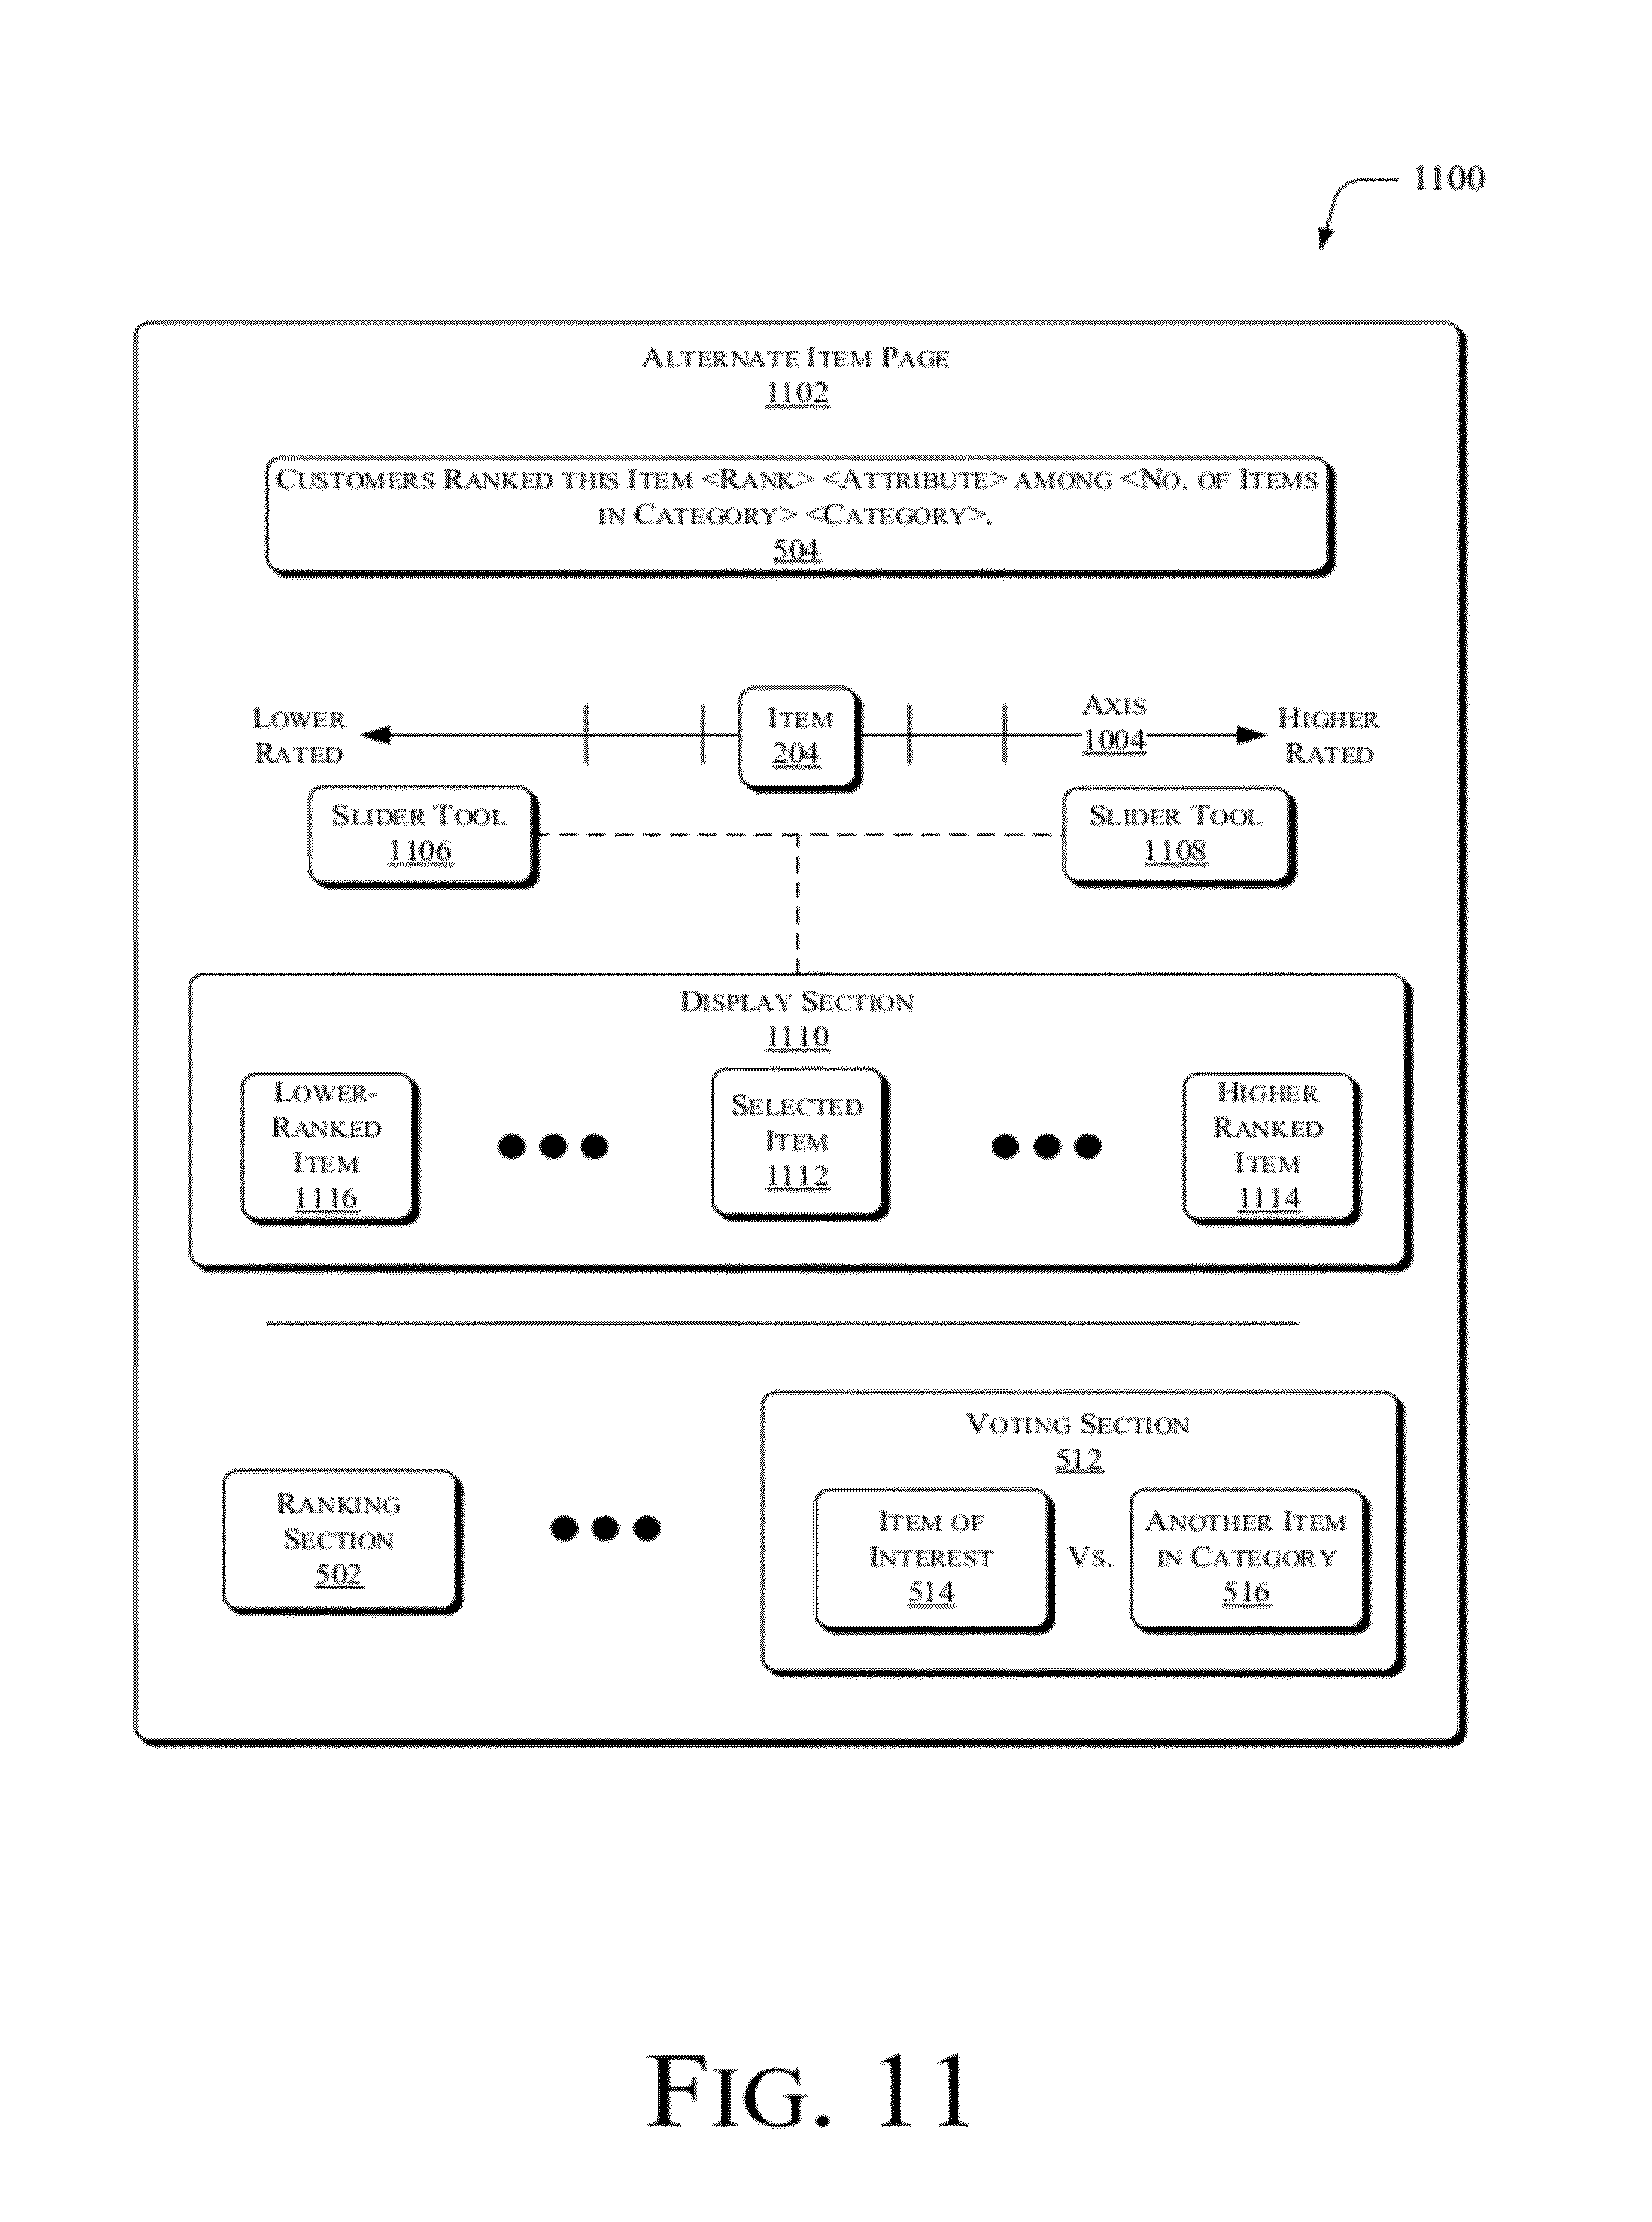 1100
Alternate Item Page
1102
Customers Ranked this Item <Rank> <Attribute> among <No. of Items
in Category> <Category>.
504
Lower
Rated
Item
204
Axis
1004
Higher
Rated
Slider Tool
1106
Slider Tool
1108
Display Section
1110
Lower-
Ranked
Item
1116
Selected
Item
1112
Higher
Ranked
Item
1114
Ranking
Section
502
Voting Section
512
Item of
Interest
514
Vs.
Another Item
in Category
516
Fig. 11